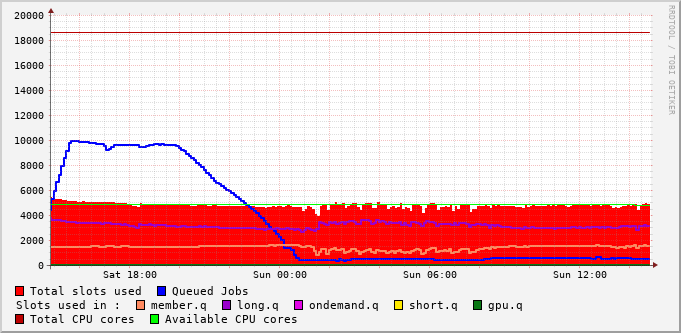 20000
18000
16000
14000
12000
10000
8000
6000
4000
2000
0
Sat 18:00 Sun 00:00 Sun 06:00 Sun 12:00
Total slots used Queued Jobs
Slots used in : member.q long.q ondemand.q short.q gpu.q
Total CPU cores Available CPU cores
RRDTOOL / TOBI OETIKER